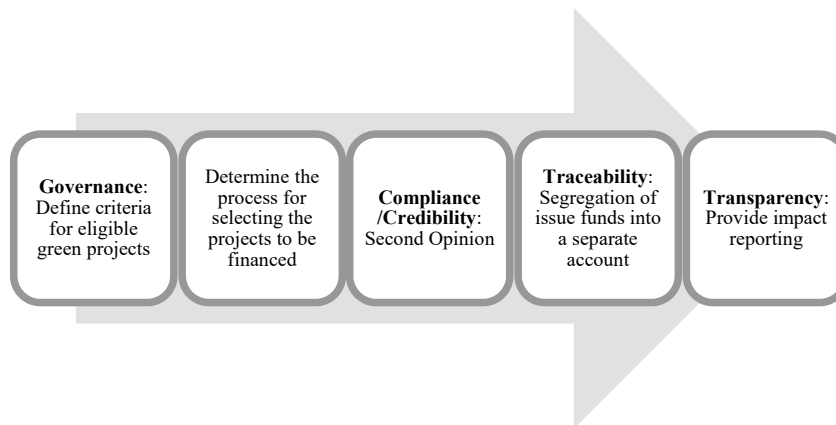 Governance:
Define criteria
for eligible
green projects
Determine the
process for
selecting the
projects to be
financed
Compliance
/Credibility:
Second Opinion
Traceability:
Segregation of
issue funds into
a separate
account
Transparency:
Provide impact
reporting